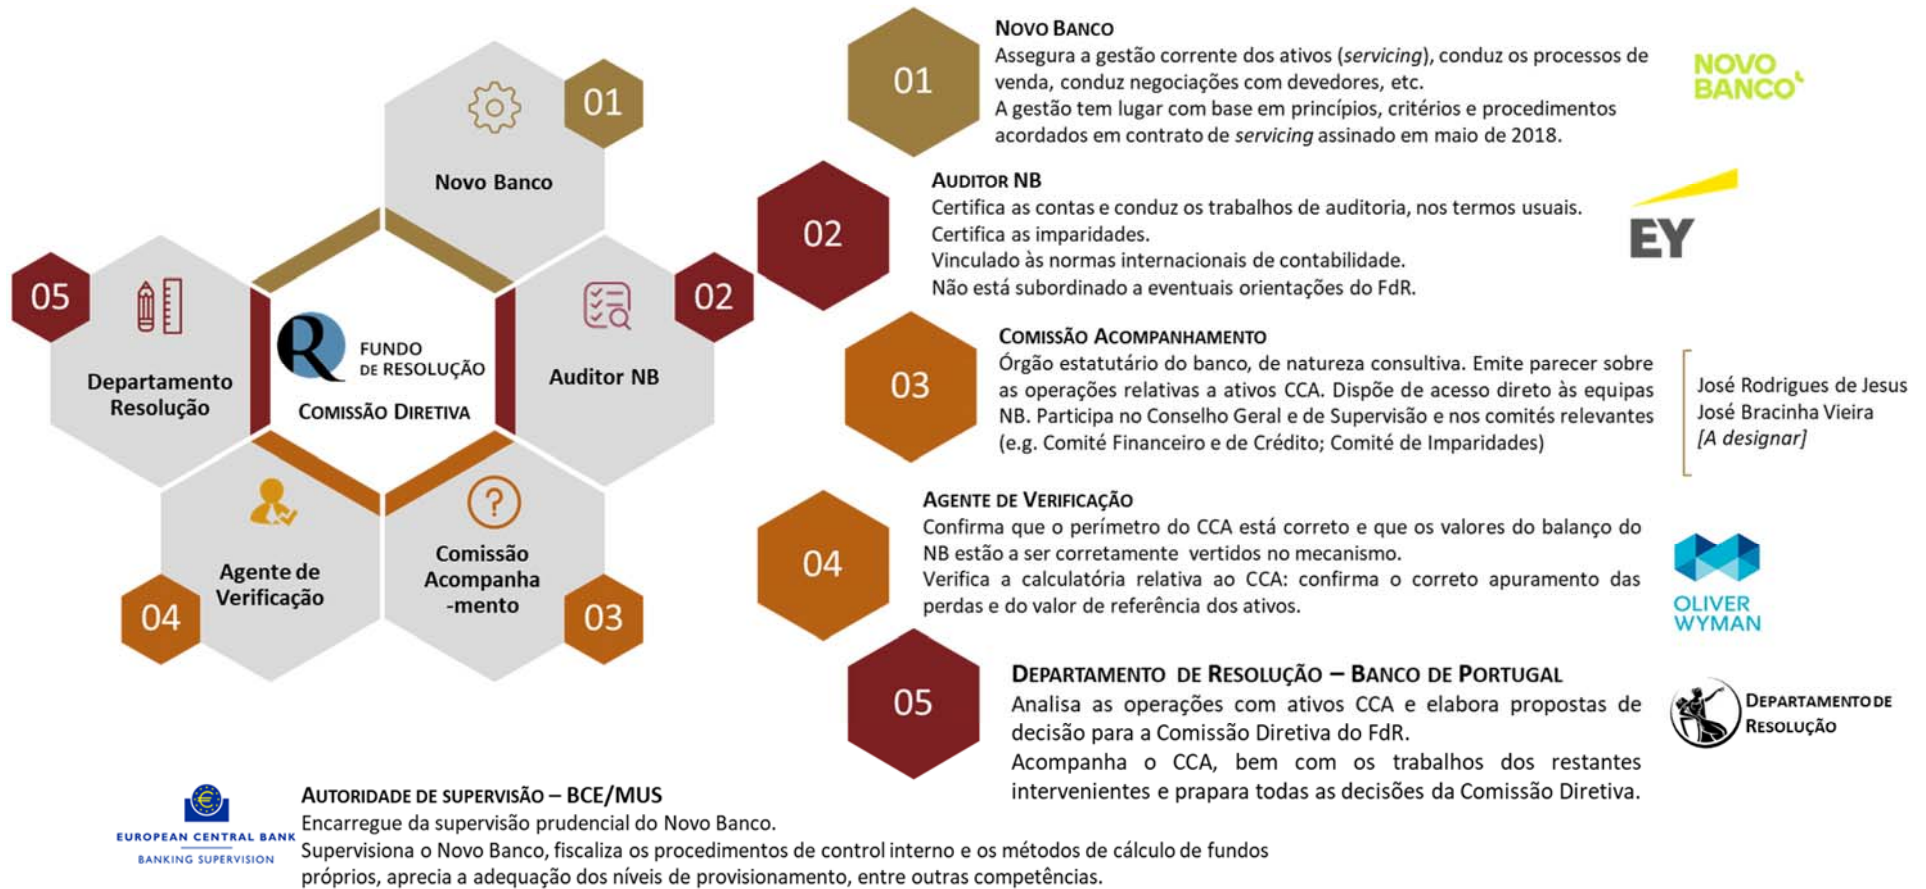 Novo Banco
01
Auditor NB
02
Comissão
Acompanha
-mento
03
Agente de
Verificação
04
Departamento
Resolução
05
R
FUNDO
DE RESOLUÇÃO
COMISSÃO DIRETIVA
01
NOVO BANCO
Assegura a gestão corrente dos ativos (servicing), conduz os processos de
venda, conduz negociações com devedores, etc.
A gestão tem lugar com base em princípios, critérios e procedimentos
acordados em contrato de servicing assinado em maio de 2018.
NOVO
BANCO
02
AUDITOR NB
Certifica as contas e conduz os trabalhos de auditoria, nos termos usuais.
Certifica as imparidades.
Vinculado às normas internacionais de contabilidade.
Não está subordinado a eventuais orientações do FdR.
EY
03
COMISSÃO ACOMPANHAMENTO
Órgão estatutário do banco, de natureza consultiva. Emite parecer sobre
as operações relativas a ativos CCA. Dispõe de acesso direto às equipas
NB. Participa no Conselho Geral e de Supervisão e nos comités relevantes
(e.g. Comité Financeiro e de Crédito; Comité de Imparidades)
José Rodrigues de Jesus
José Bracinha Vieira
[A designar]
04
AGENTE DE VERIFICAÇÃO
Confirma que o perímetro do CCA está correto e que os valores do balanço do
NB estão a ser corretamente vertidos no mecanismo.
Verifica a calculatória relativa ao CCA: confirma o correto apuramento das
perdas e do valor de referência dos ativos.
OLIVER
WYMAN
05
DEPARTAMENTO DE RESOLUÇÃO – BANCO DE PORTUGAL
Analisa as operações com ativos CCA e elabora propostas de
decisão para a Comissão Diretiva do FdR.
Acompanha o CCA, bem com os trabalhos dos restantes
intervenientes e prapara todas as decisões da Comissão Diretiva.
DEPARTAMENTO DE
RESOLUÇÃO
EUROPEAN CENTRAL BANK
BANKING SUPERVISION
AUTORIDADE DE SUPERVISÃO – BCE/MUS
Encarregue da supervisão prudencial do Novo Banco.
Supervisiona o Novo Banco, fiscaliza os procedimentos de control interno e os métodos de cálculo de fundos
próprios, aprecia a adequação dos níveis de provisionamento, entre outras competências.